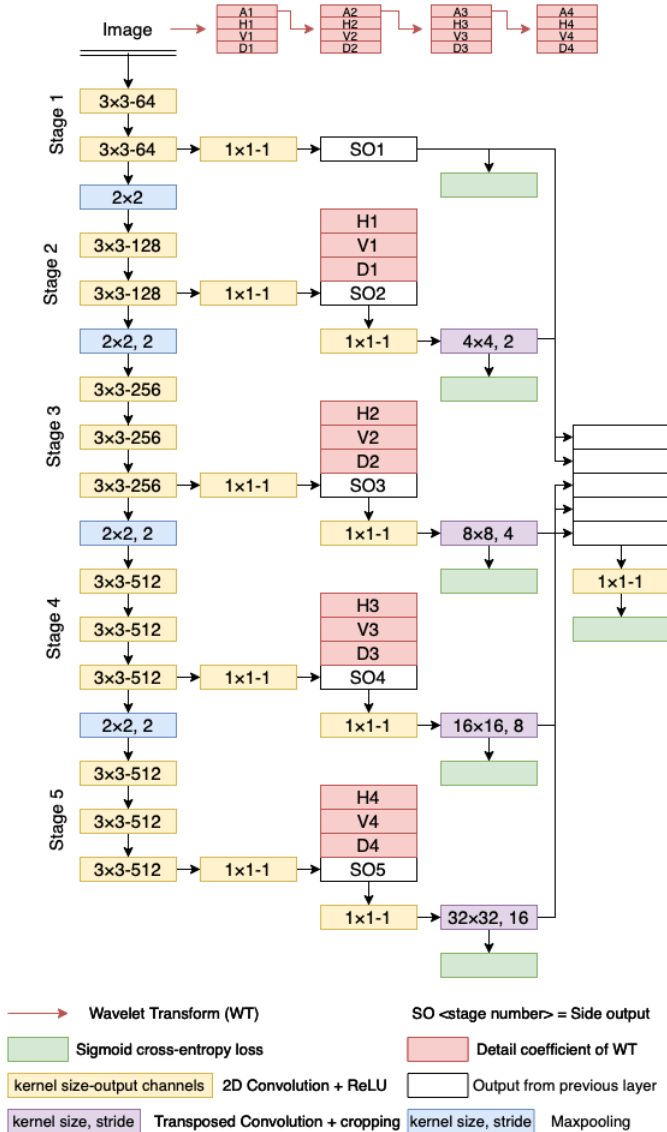 Image
A1
H1
V1
D1
A2
H2
V2
D2
A3
H3
V3
D3
A4
H4
V4
D4
Stage 1
3×3-64
3×3-64
1×1-1
SO1
2×2
Stage 2
3×3-128
H1
V1
D1
3×3-128
1×1-1
SO2
2×2, 2
1×1-1
4×4, 2
Stage 3
3×3-256
3×3-256
H2
V2
D2
3×3-256
1×1-1
SO3
2×2, 2
1×1-1
8×8, 4
1×1-1
Stage 4
3×3-512
3×3-512
H3
V3
D3
3×3-512
1×1-1
SO4
2×2, 2
1×1-1
16×16, 8
Stage 5
3×3-512
3×3-512
H4
V4
D4
3×3-512
1×1-1
SO5
1×1-1
32×32, 16
Wavelet Transform (WT)
SO <stage number> = Side output
Sigmoid cross-entropy loss
Detail coefficient of WT
kernel size-output channels
2D Convolution + ReLU
Output from previous layer
kernel size, stride
Transposed Convolution + cropping
kernel size, stride
Maxpooling